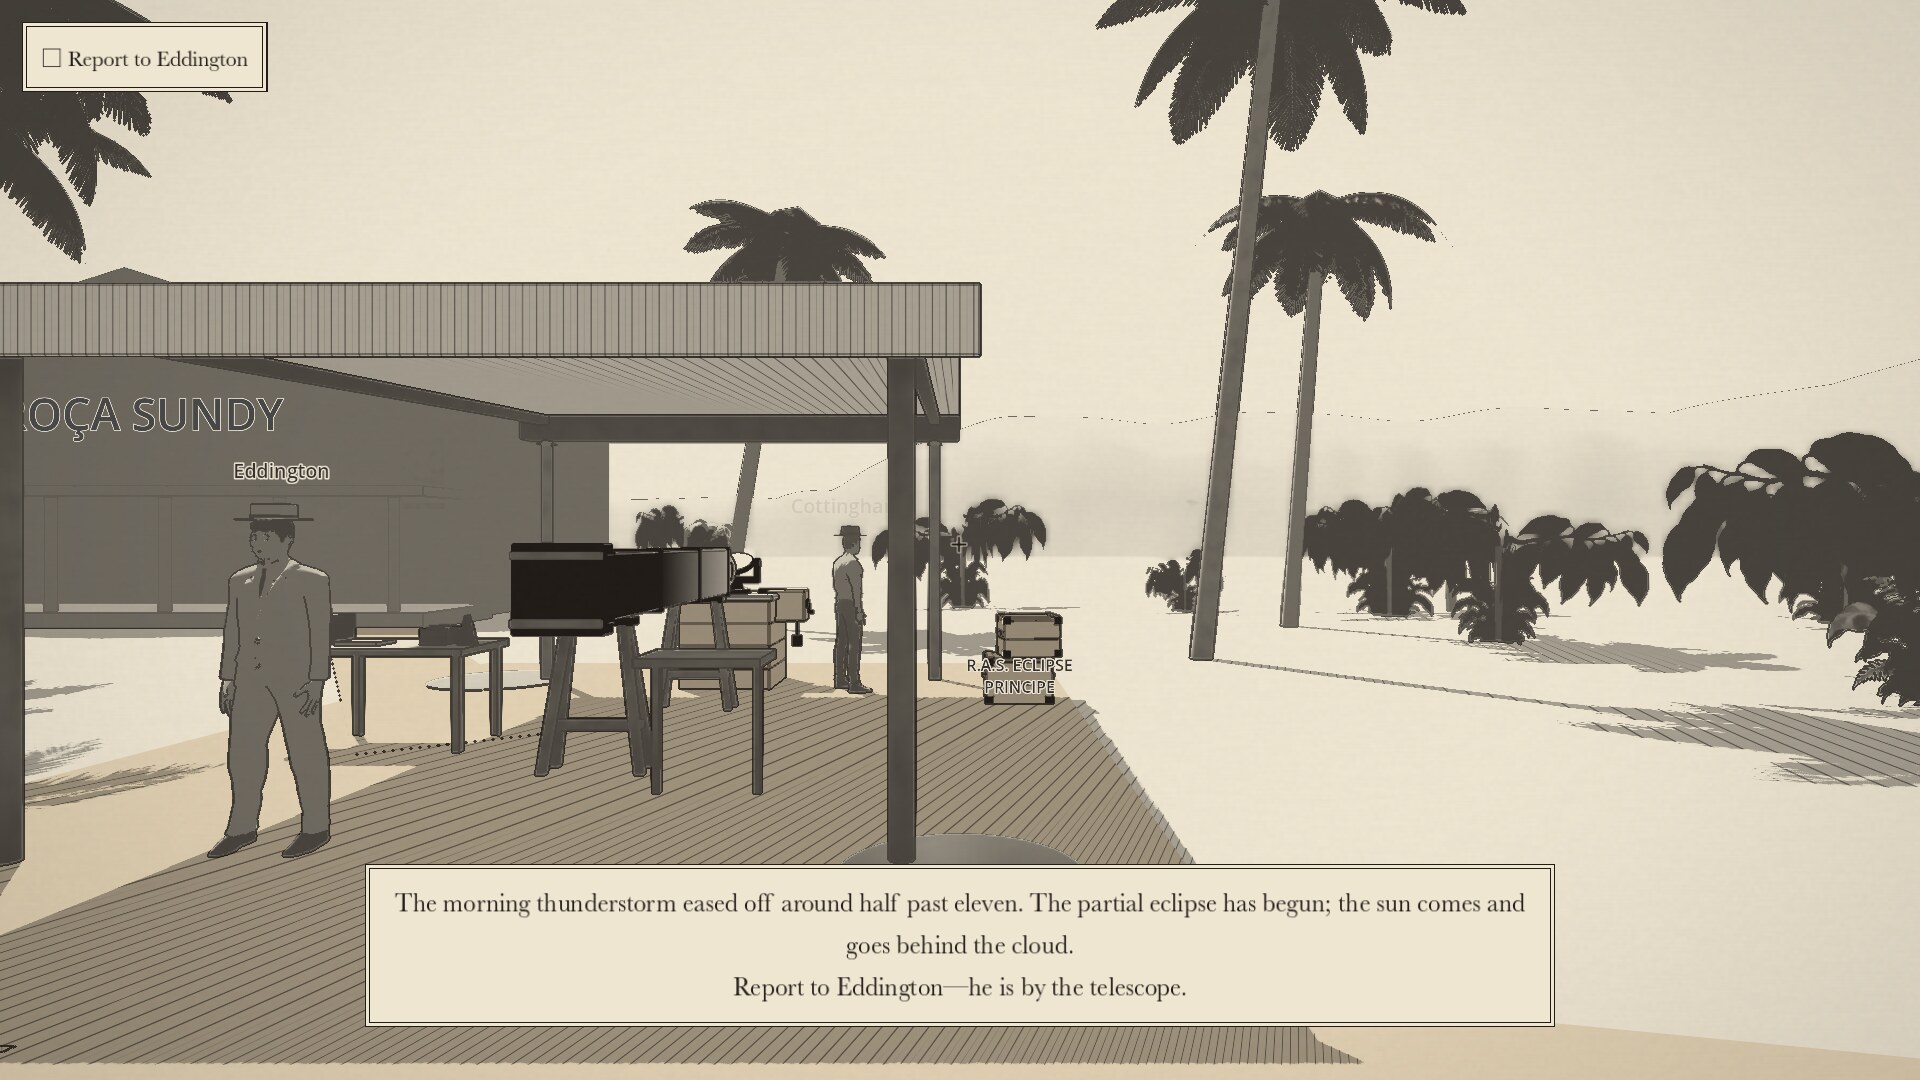 ☐ Report to Eddington
ROÇA SUNDY
Eddington
R.A.S. ECLIPSE
PRINCIPE
The morning thunderstorm eased off around half past eleven. The partial eclipse has begun; the sun comes and
goes behind the cloud.
Report to Eddington—he is by the telescope.